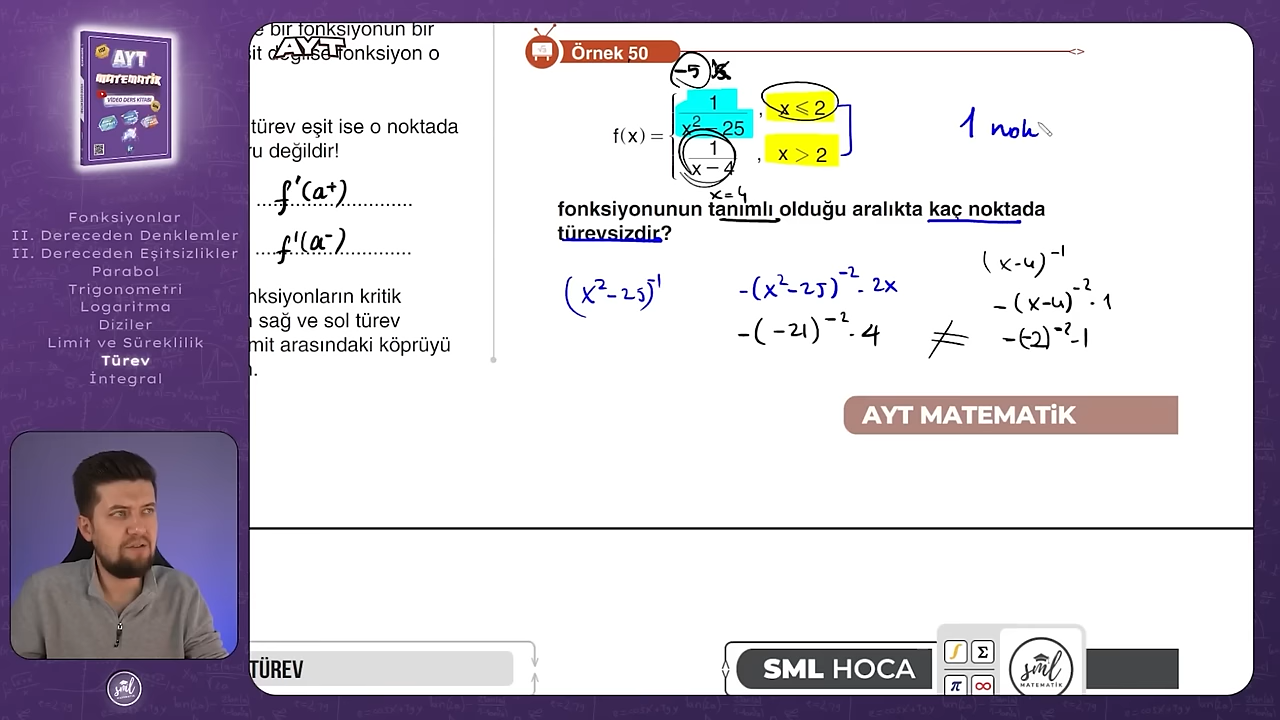 AYT
MATEMATİK
VİDEO DERS KİTABI
Fonksiyonlar
II. Dereceden Denklemler
II. Dereceden Eşitsizlikler
Parabol
Trigonometri
Logaritma
Diziler
Limit ve Süreklilik
Türev
İntegral
sml
e bir fonksiyonun bir
AYT
şit değilse fonksiyon o
türev eşit ise o noktada
ru değildir!
f'(a+)
f'(a-)
nksiyonların kritik
sağ ve sol türev
mit arasındaki köprüyü
Örnek 50
-5
f(x) = { 1/(x² – 25) , x ⩽ 2
1/(x – 4) , x > 2
x=4
1 nok
fonksiyonunun tanımlı olduğu aralıkta kaç noktada
türevsizdir?
(x²-25)⁻¹
-(x²-25)⁻² · 2x
-(-21)⁻² · 4
≠
(x-4)⁻¹
-(x-4)⁻² · 1
-(-2)⁻² · 1
AYT MATEMATİK
TÜREV
SML HOCA
∫ Σ
π ∞
sml
MATEMATİK